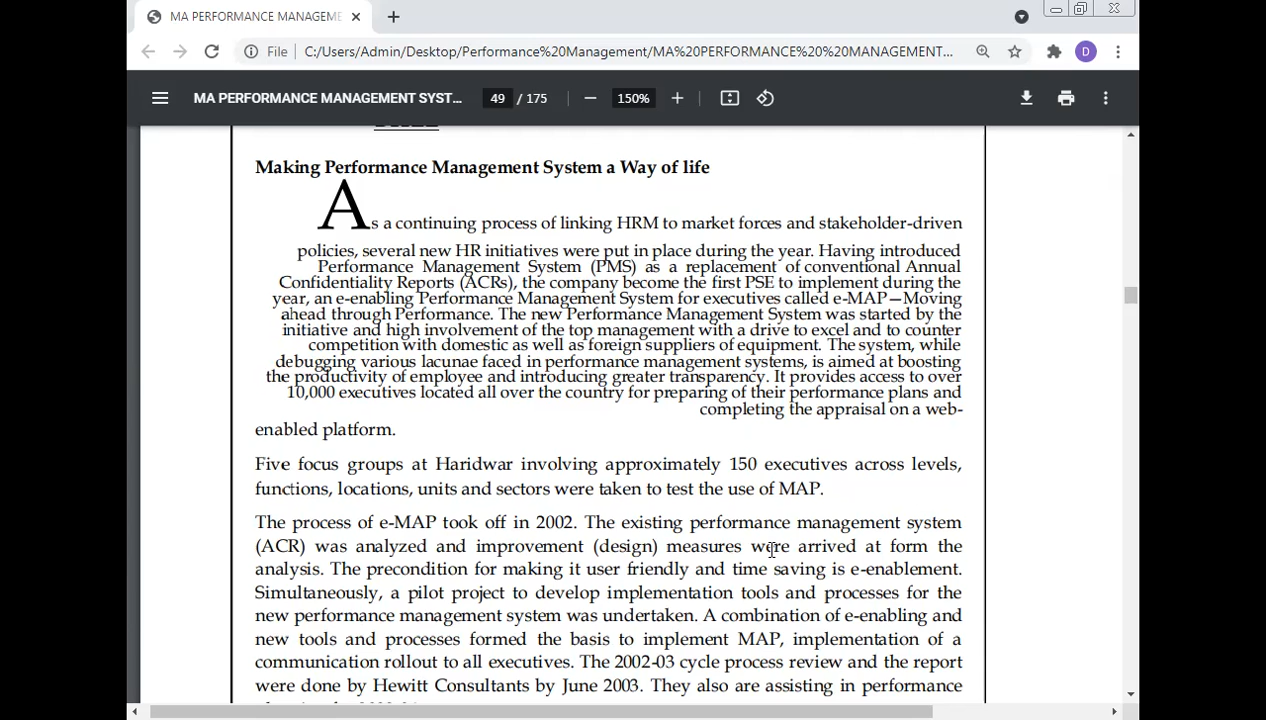 MA PERFORMANCE MANAGEME
File
C:/Users/Admin/Desktop/Performance%20Management/MA%20PERFORMANCE%20%20MANAGEMENT...
D
MA PERFORMANCE MANAGEMENT SYST...
49 / 175
150%
Making Performance Management System a Way of life
As a continuing process of linking HRM to market forces and stakeholder-driven
policies, several new HR initiatives were put in place during the year. Having introduced
Performance Management System (PMS) as a replacement of conventional Annual
Confidentiality Reports (ACRs), the company become the first PSE to implement during the
year, an e-enabling Performance Management System for executives called e-MAP—Moving
ahead through Performance. The new Performance Management System was started by the
initiative and high involvement of the top management with a drive to excel and to counter
competition with domestic as well as foreign suppliers of equipment. The system, while
debugging various lacunae faced in performance management systems, is aimed at boosting
the productivity of employee and introducing greater transparency. It provides access to over
10,000 executives located all over the country for preparing of their performance plans and
completing the appraisal on a web-
enabled platform.
Five focus groups at Haridwar involving approximately 150 executives across levels,
functions, locations, units and sectors were taken to test the use of MAP.
The process of e-MAP took off in 2002. The existing performance management system
(ACR) was analyzed and improvement (design) measures were arrived at form the
analysis. The precondition for making it user friendly and time saving is e-enablement.
Simultaneously, a pilot project to develop implementation tools and processes for the
new performance management system was undertaken. A combination of e-enabling and
new tools and processes formed the basis to implement MAP, implementation of a
communication rollout to all executives. The 2002-03 cycle process review and the report
were done by Hewitt Consultants by June 2003. They also are assisting in performance